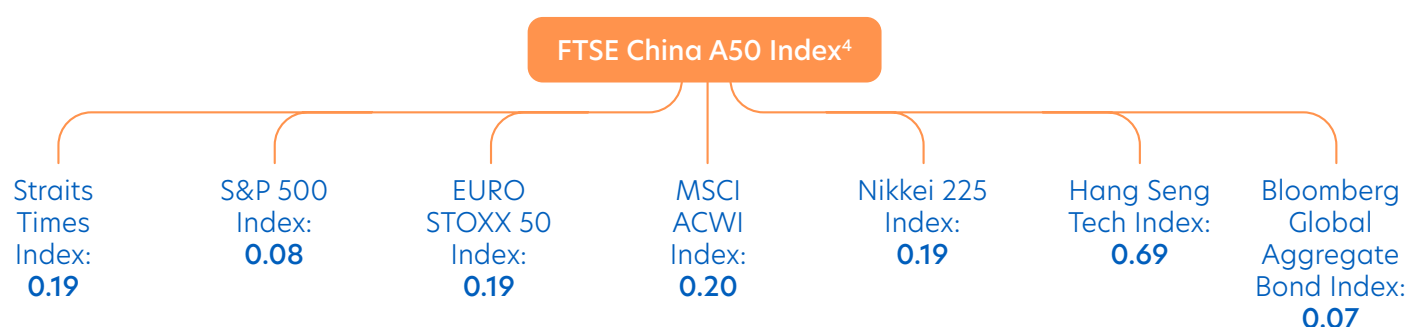 FTSE China A50 Index⁴
Straits
Times
Index:
0.19
S&P 500
Index:
0.08
EURO
STOXX 50
Index:
0.19
MSCI
ACWI
Index:
0.20
Nikkei 225
Index:
0.19
Hang Seng
Tech Index:
0.69
Bloomberg
Global
Aggregate
Bond Index:
0.07